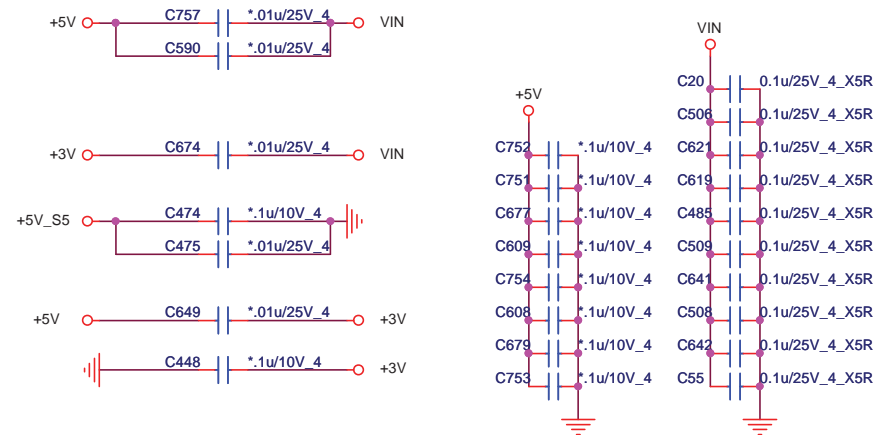 +5V C757 *.01u/25V_4 VIN
C590 *.01u/25V_4
+3V C674 *.01u/25V_4 VIN
+5V_S5 C474 *.1u/10V_4
C475 *.01u/25V_4
+5V C649 *.01u/25V_4 +3V
C448 *.1u/10V_4 +3V
+5V
C752 *.1u/10V_4
C751 *.1u/10V_4
C677 *.1u/10V_4
C609 *.1u/10V_4
C754 *.1u/10V_4
C608 *.1u/10V_4
C679 *.1u/10V_4
C753 *.1u/10V_4
VIN
C20 0.1u/25V_4_X5R
C506 0.1u/25V_4_X5R
C621 0.1u/25V_4_X5R
C619 0.1u/25V_4_X5R
C485 0.1u/25V_4_X5R
C509 0.1u/25V_4_X5R
C641 0.1u/25V_4_X5R
C508 0.1u/25V_4_X5R
C642 0.1u/25V_4_X5R
C55 0.1u/25V_4_X5R